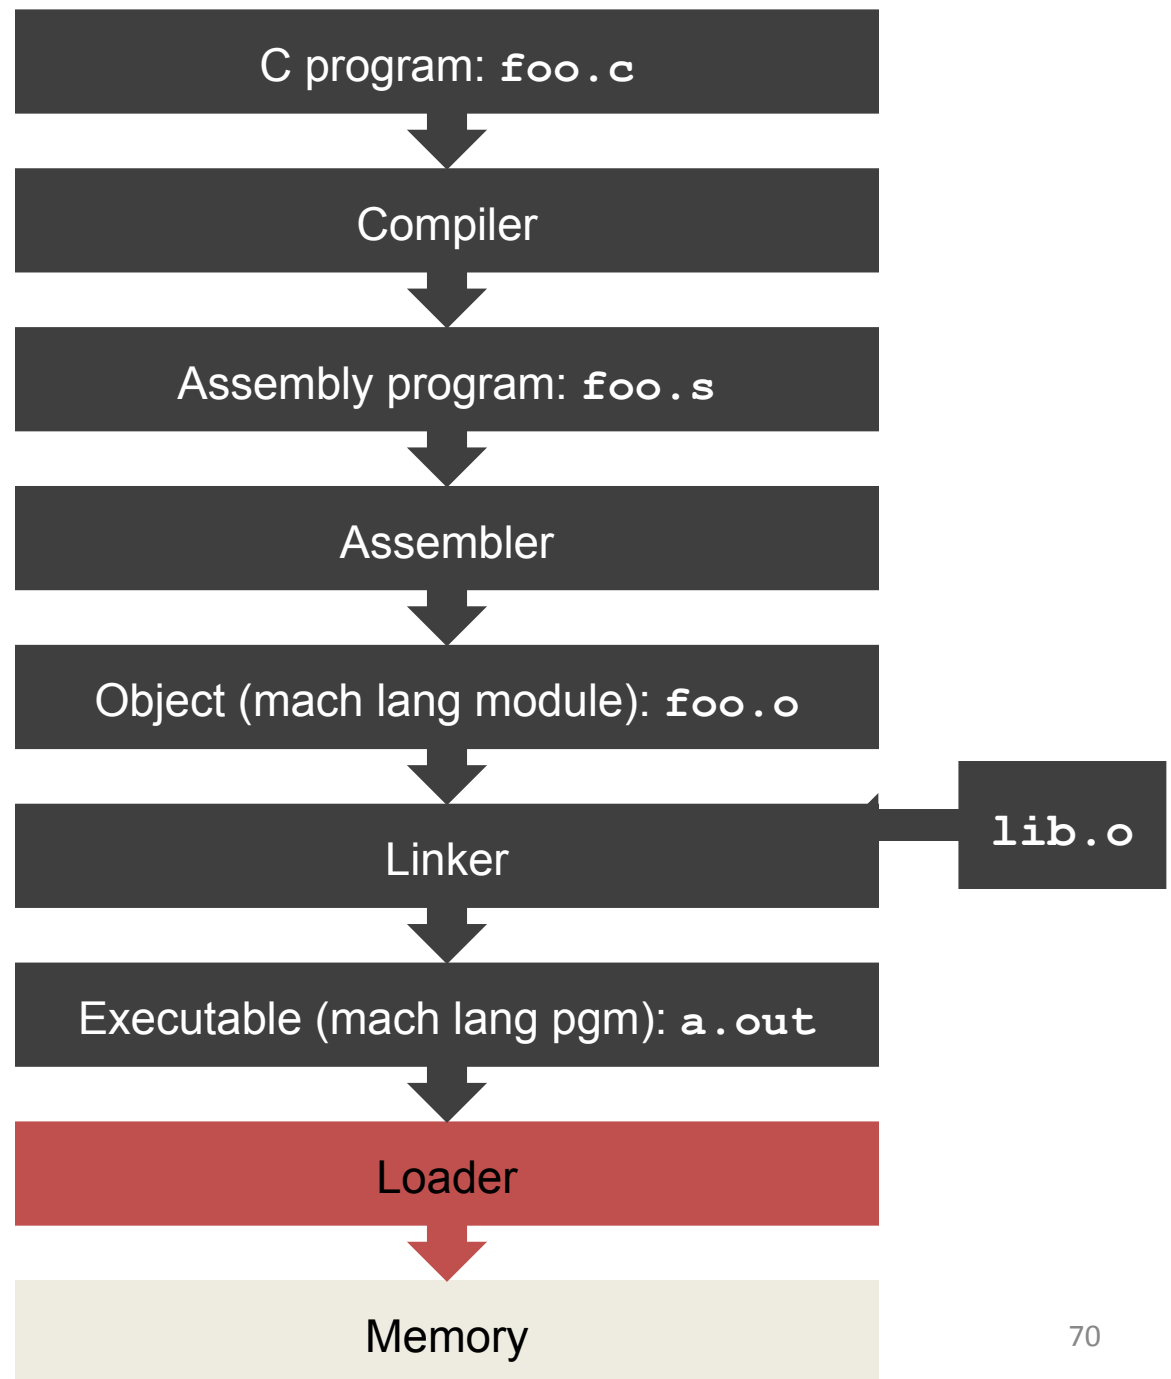 C program: foo.c
Compiler
Assembly program: foo.s
Assembler
Object (mach lang module): foo.o
Linker
lib.o
Executable (mach lang pgm): a.out
Loader
Memory
70